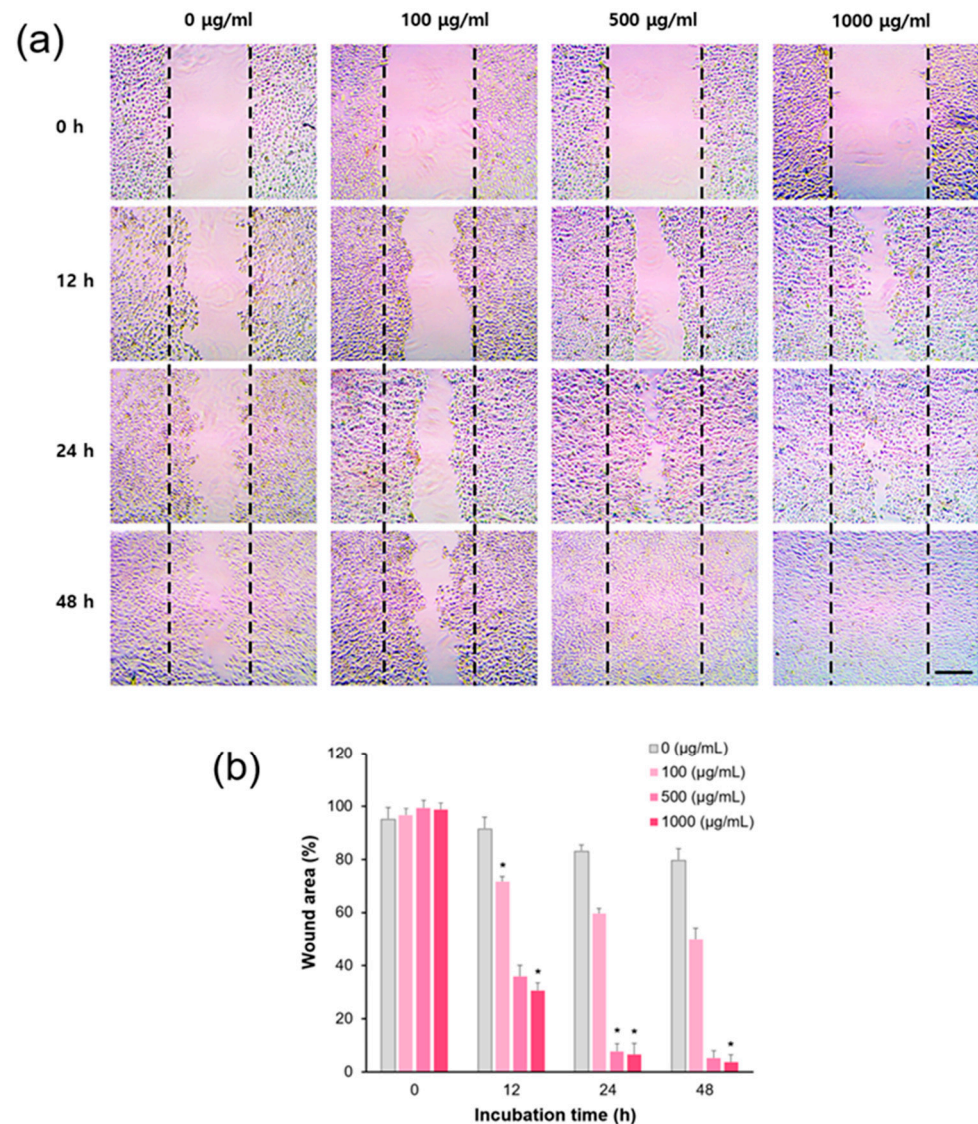 (a)
0 µg/ml 100 µg/ml 500 µg/ml 1000 µg/ml
0 h
12 h
24 h
48 h
(b)
120
100
80
60
40
20
0
Wound area (%)
0 (µg/mL)
100 (µg/mL)
500 (µg/mL)
1000 (µg/mL)
*
*
* *
*
0 12 24 48
Incubation time (h)